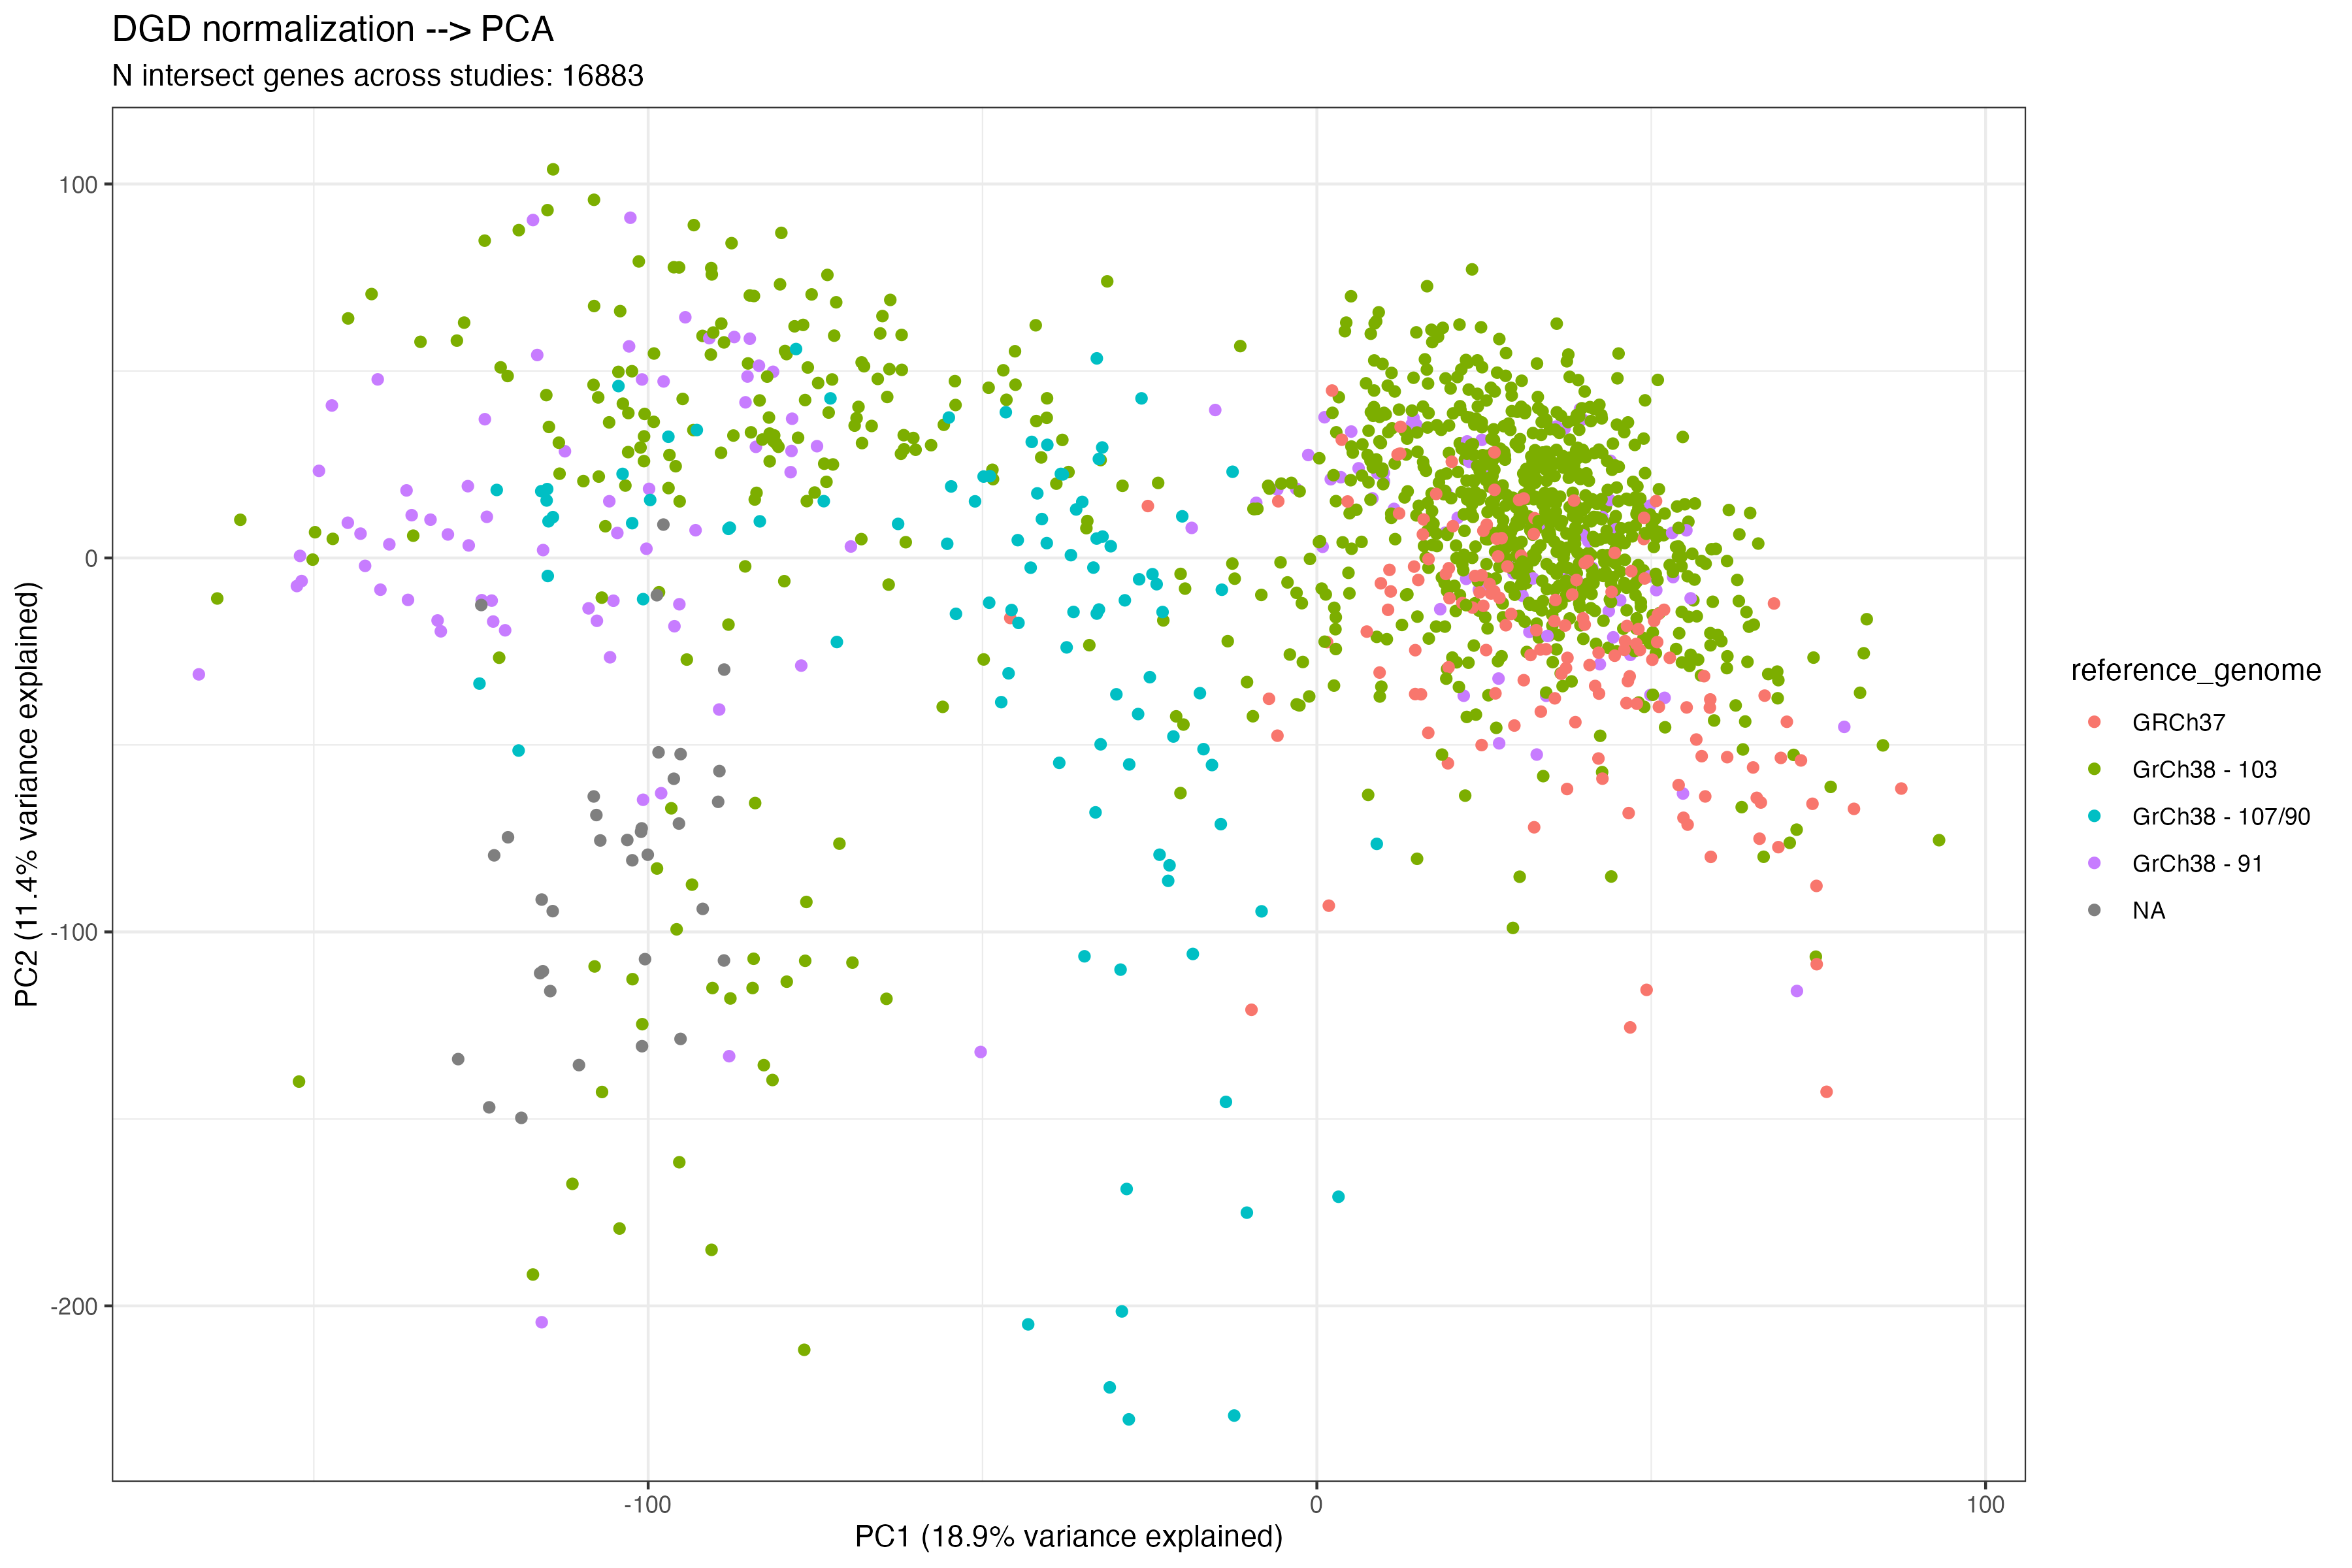 DGD normalization --> PCA
N intersect genes across studies: 16883
PC2 (11.4% variance explained)
100
0
-100
-200
-100
0
100
PC1 (18.9% variance explained)
reference_genome
GRCh37
GrCh38 - 103
GrCh38 - 107/90
GrCh38 - 91
NA